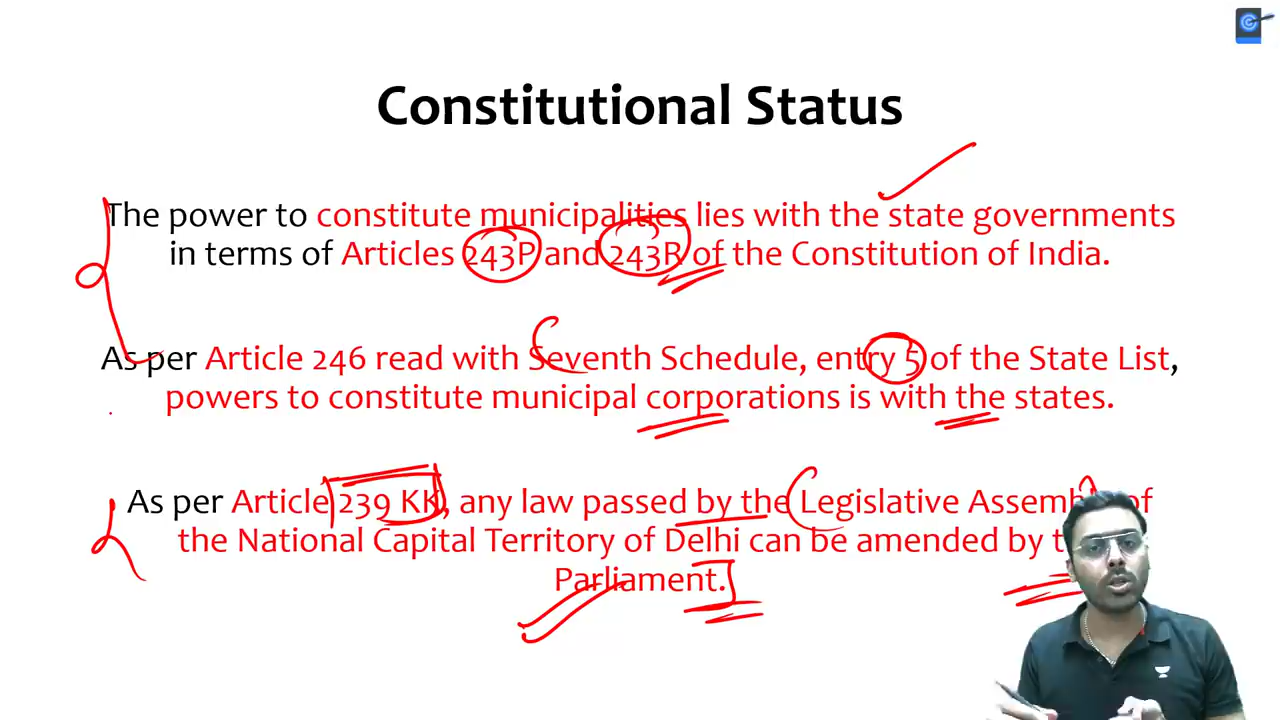 Constitutional Status
The power to constitute municipalities lies with the state governments
in terms of Articles 243P and 243R of the Constitution of India.
As per Article 246 read with Seventh Schedule, entry 5 of the State List,
powers to constitute municipal corporations is with the states.
As per Article 239 KK, any law passed by the Legislative Assembly of
the National Capital Territory of Delhi can be amended by
Parliament.